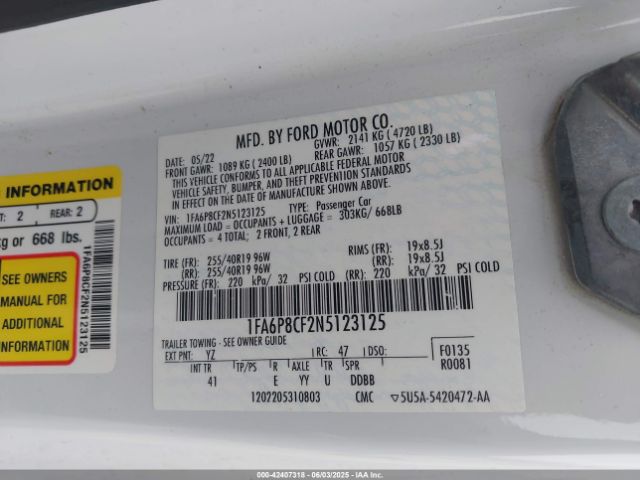 MFD. BY FORD MOTOR CO.
05/22 GVWR: 2141 KG ( 4720 LB)
FRONT GAWR: 1089 KG ( 2400 LB) REAR GAWR: 1057 KG ( 2330 LB)
THIS VEHICLE CONFORMS TO ALL APPLICABLE FEDERAL MOTOR
VEHICLE SAFETY, BUMPER, AND THEFT PREVENTION STANDARDS IN
EFFECT ON THE DATE OF MANUFACTURE SHOWN ABOVE.
VIN: 1FA6P8CF2N5123125 TYPE: Passenger Car
MAXIMUM LOAD = OCCUPANTS + LUGGAGE = 303KG/ 668LB
OCCUPANTS = 4 TOTAL; 2 FRONT, 2 REAR
TIRE (FR): 255/40R19 96W RIMS (FR): 19x8.5J
(RR): 255/40R19 96W (RR): 19x8.5J
PRESSURE (FR): 220 kPa/ 32 PSI COLD (RR): 220 kPa/ 32 PSI COLD
1FA6P8CF2N5123125
TRAILER TOWING - SEE OWNER GUIDE
EXT PNT: YZ RC: 47 DSO: F0135
INT TR TP/PS R AXLE TR SPR R0081
41 E YY U DDBB
1202205310803 CMC 5U5A-5420472-AA
INFORMATION
2 REAR: 2
kg or 668 lbs.
SEE OWNERS
MANUAL FOR
ADDITIONAL
INFORMATION
1FA6P8CF2N5123125
000-42407318 - 06/03/2025 - IAAI.COM